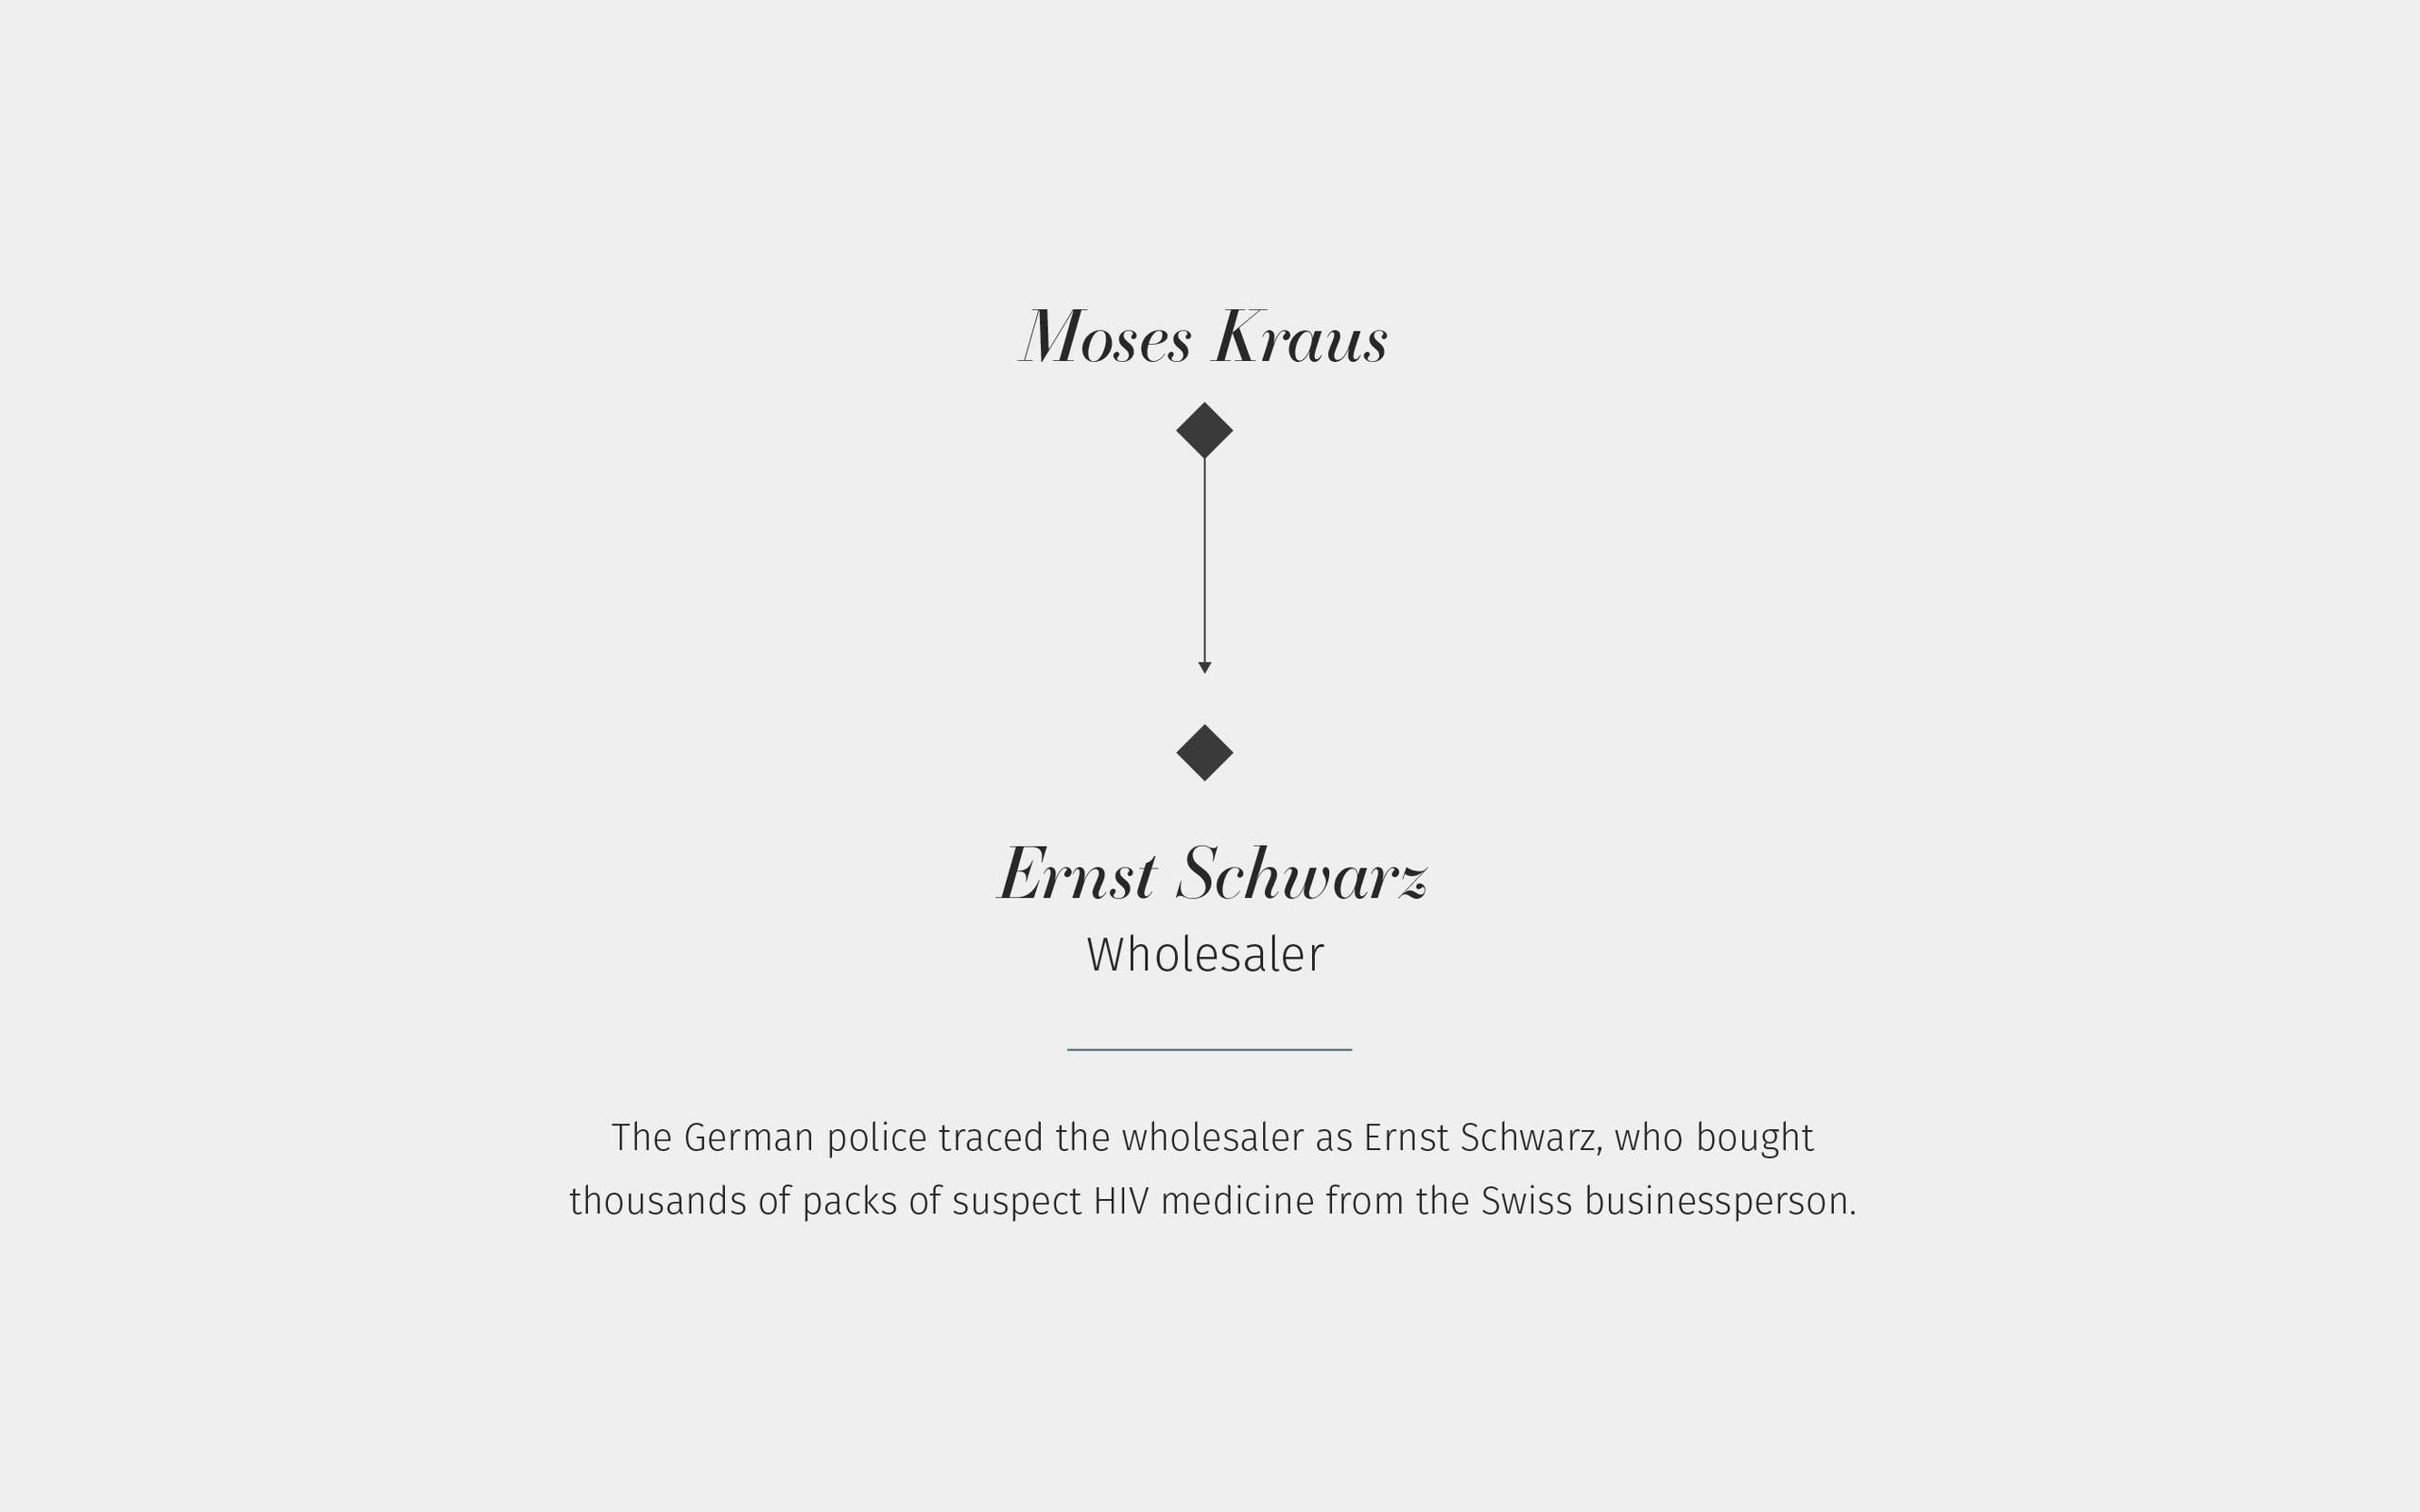 Moses Kraus
Ernst Schwarz
Wholesaler
The German police traced the wholesaler as Ernst Schwarz, who bought
thousands of packs of suspect HIV medicine from the Swiss businessperson.